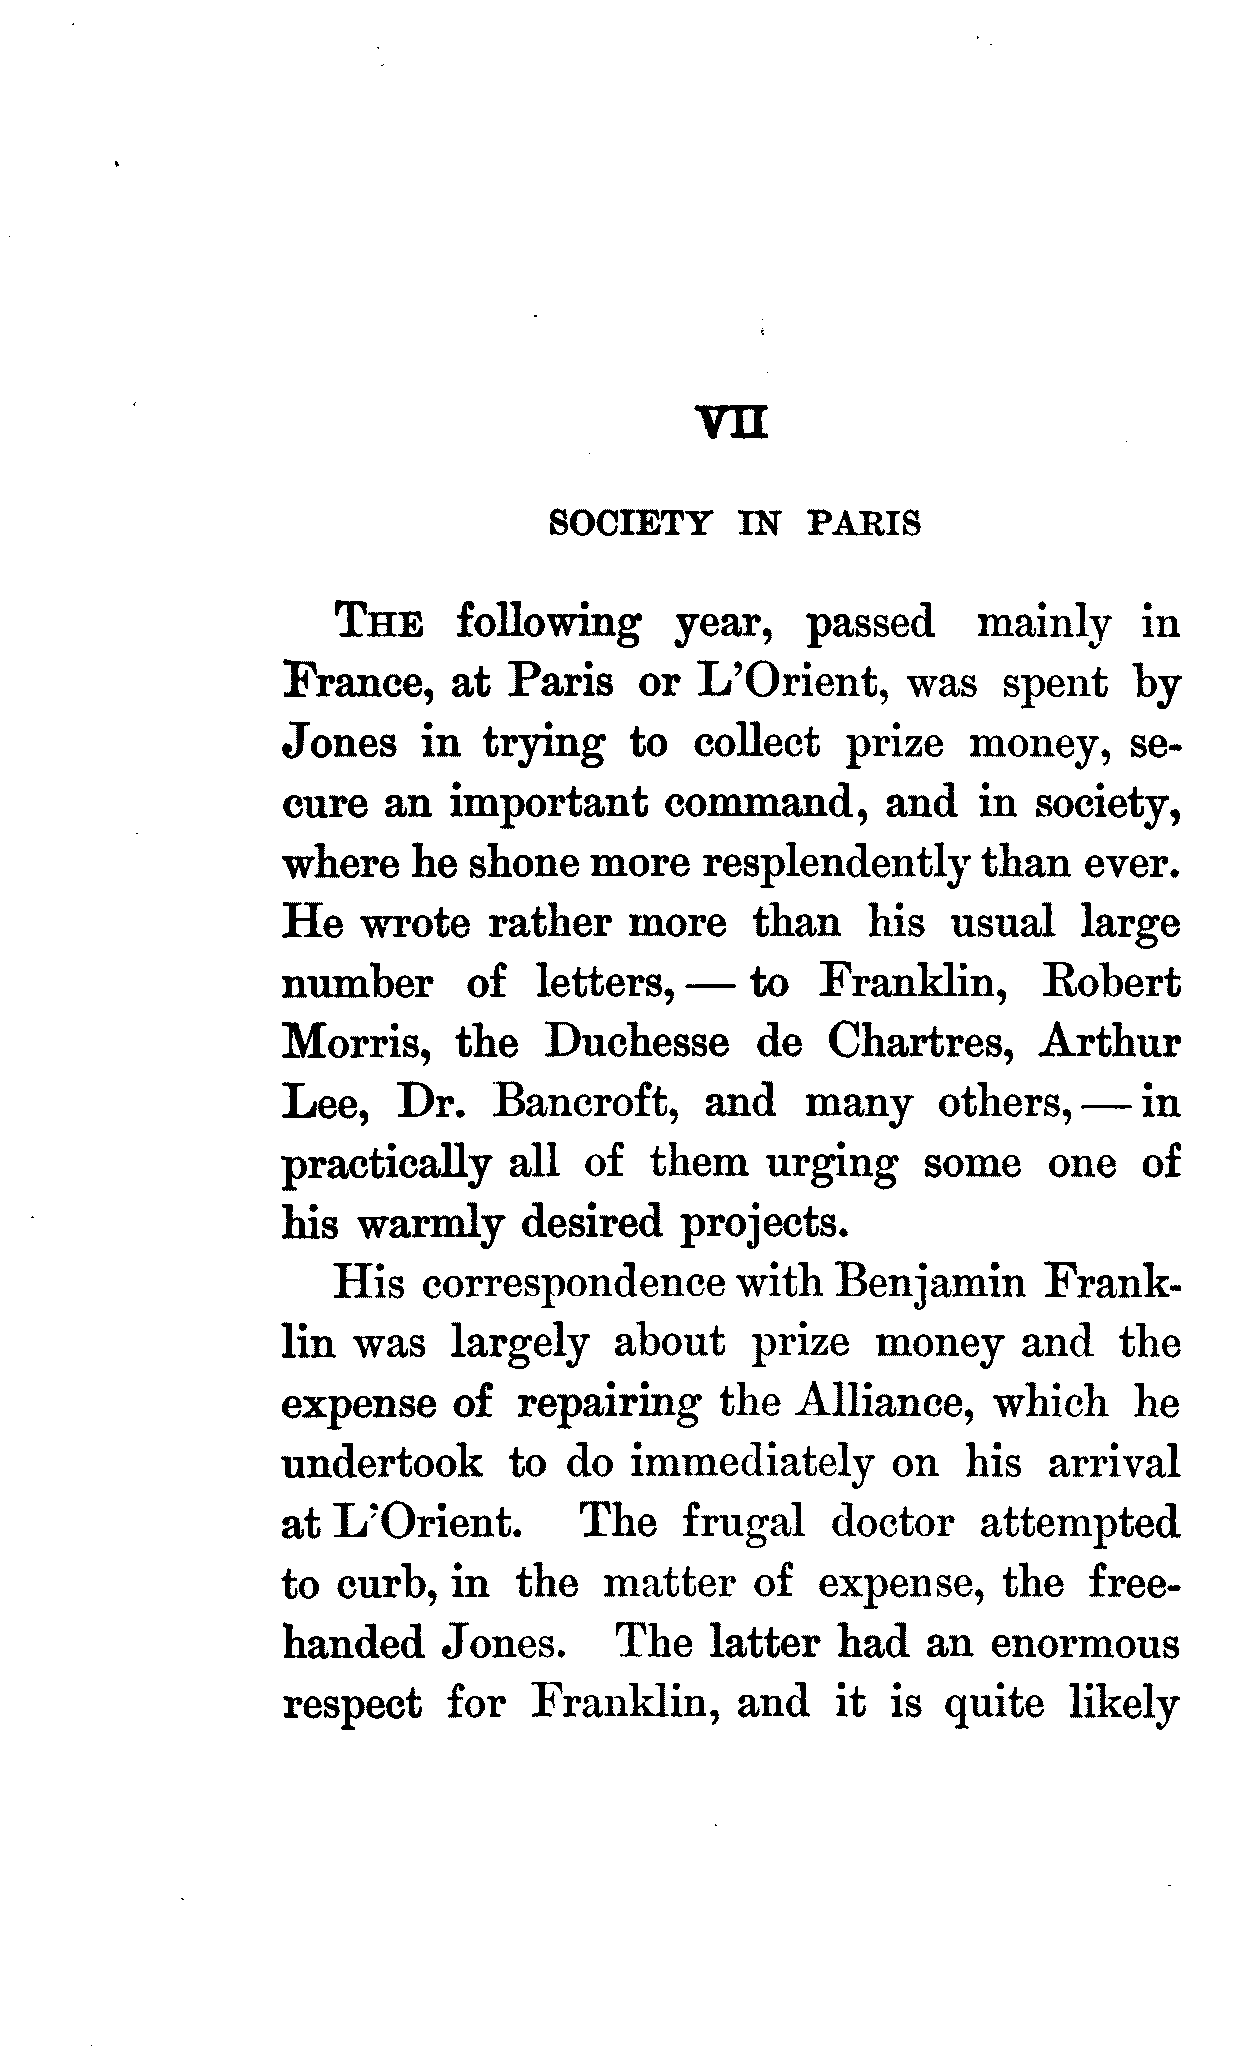 VII
SOCIETY IN PARIS
THE following year, passed mainly in
France, at Paris or L'Orient, was spent by
Jones in trying to collect prize money, se-
cure an important command, and in society,
where he shone more resplendently than ever.
He wrote rather more than his usual large
number of letters, — to Franklin, Robert
Morris, the Duchesse de Chartres, Arthur
Lee, Dr. Bancroft, and many others, — in
practically all of them urging some one of
his warmly desired projects.
His correspondence with Benjamin Frank-
lin was largely about prize money and the
expense of repairing the Alliance, which he
undertook to do immediately on his arrival
at L'Orient. The frugal doctor attempted
to curb, in the matter of expense, the free-
handed Jones. The latter had an enormous
respect for Franklin, and it is quite likely